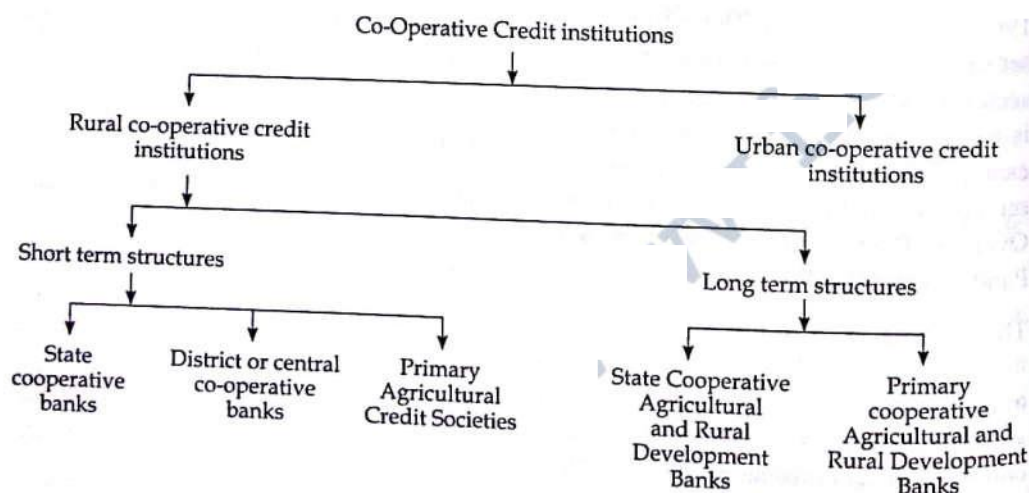 Co-Operative Credit institutions
Rural co-operative credit
institutions
Urban co-operative credit
institutions
Short term structures
Long term structures
State
cooperative
banks
District or central
co-operative
banks
Primary
Agricultural
Credit Societies
State Cooperative
Agricultural
and Rural
Development
Banks
Primary
cooperative
Agricultural and
Rural Development
Banks